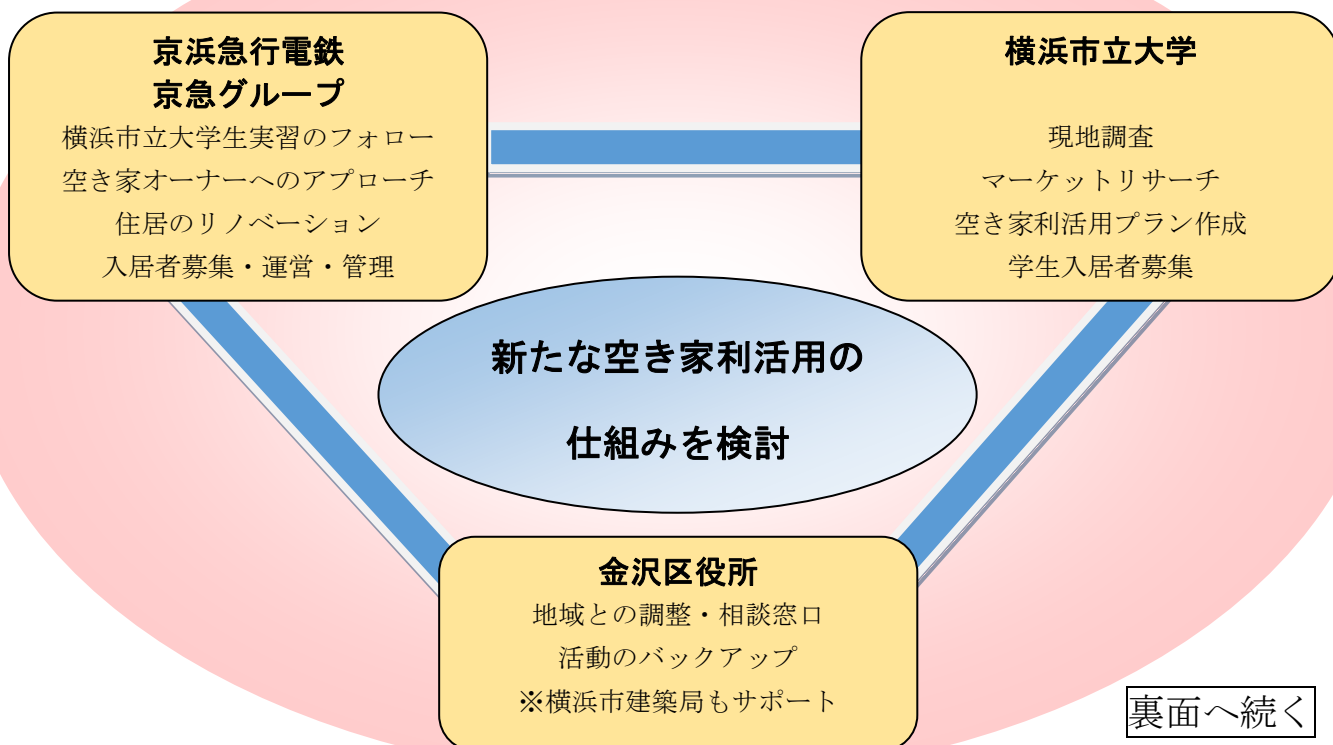 京浜急行電鉄
京急グループ
横浜市立大学生実習のフォロー
空き家オーナーへのアプローチ
住居のリノベーション
入居者募集・運営・管理
横浜市立大学
現地調査
マーケットリサーチ
空き家利活用プラン作成
学生入居者募集
新たな空き家利活用の
仕組みを検討
金沢区役所
地域との調整・相談窓口
活動のバックアップ
※横浜市建築局もサポート
裏面へ続く